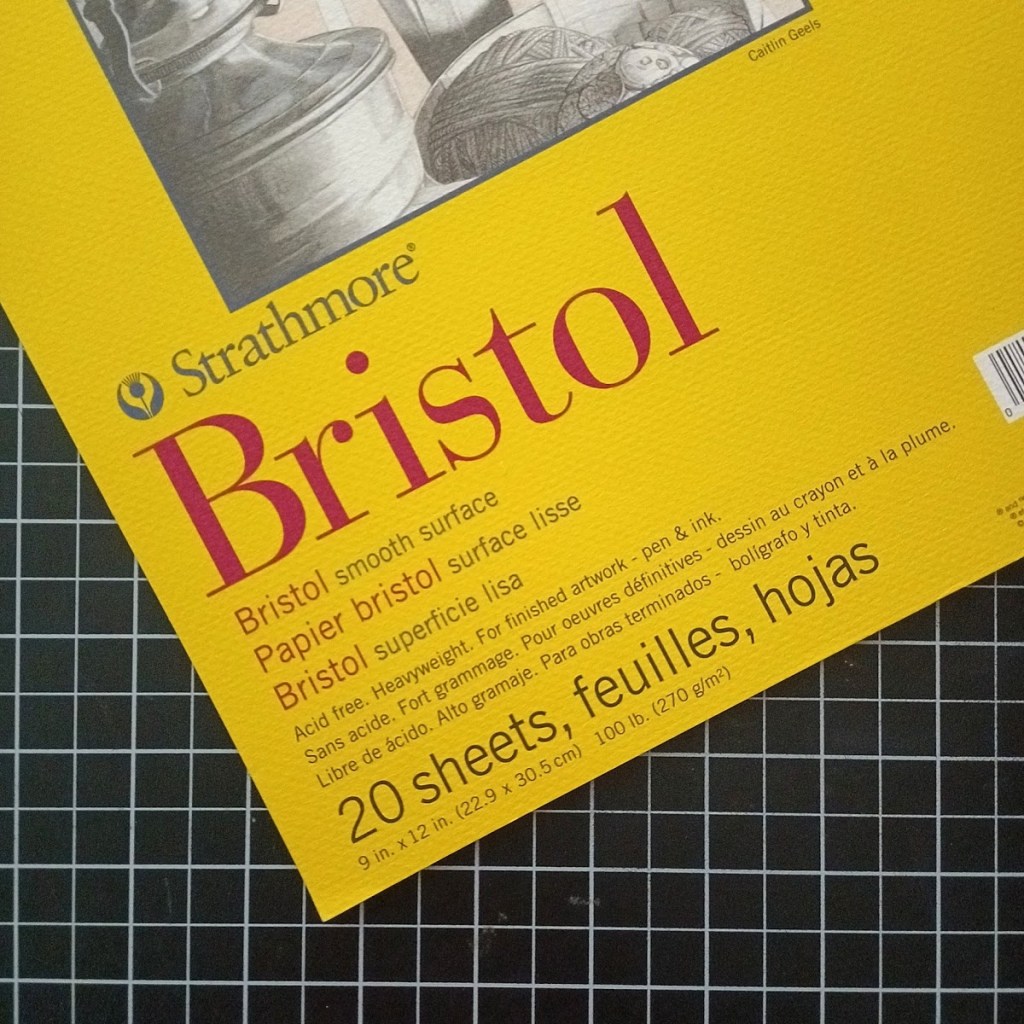 Caitlin Geels
Strathmore®
Bristol
Bristol smooth surface
Papier bristol surface lisse
Bristol superficie lisa
Acid free. Heavyweight. For finished artwork - pen & ink.
Sans acide. Fort grammage. Pour oeuvres définitives - dessin au crayon et à la plume.
Libre de ácido. Alto gramaje. Para obras terminados - bolígrafo y tinta.
20 sheets, feuilles, hojas
9 in. x 12 in. (22.9 x 30.5 cm) 100 lb. (270 g/m²)
0